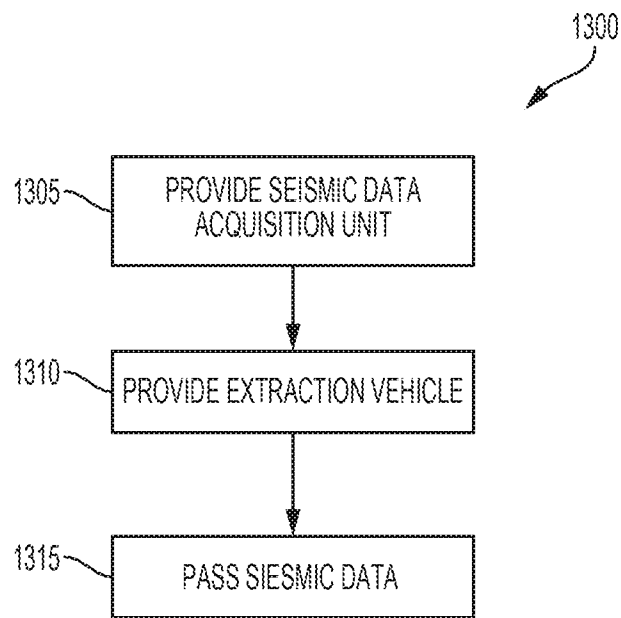 1300
1305
PROVIDE SEISMIC DATA
ACQUISITION UNIT
1310
PROVIDE EXTRACTION VEHICLE
1315
PASS SIESMIC DATA